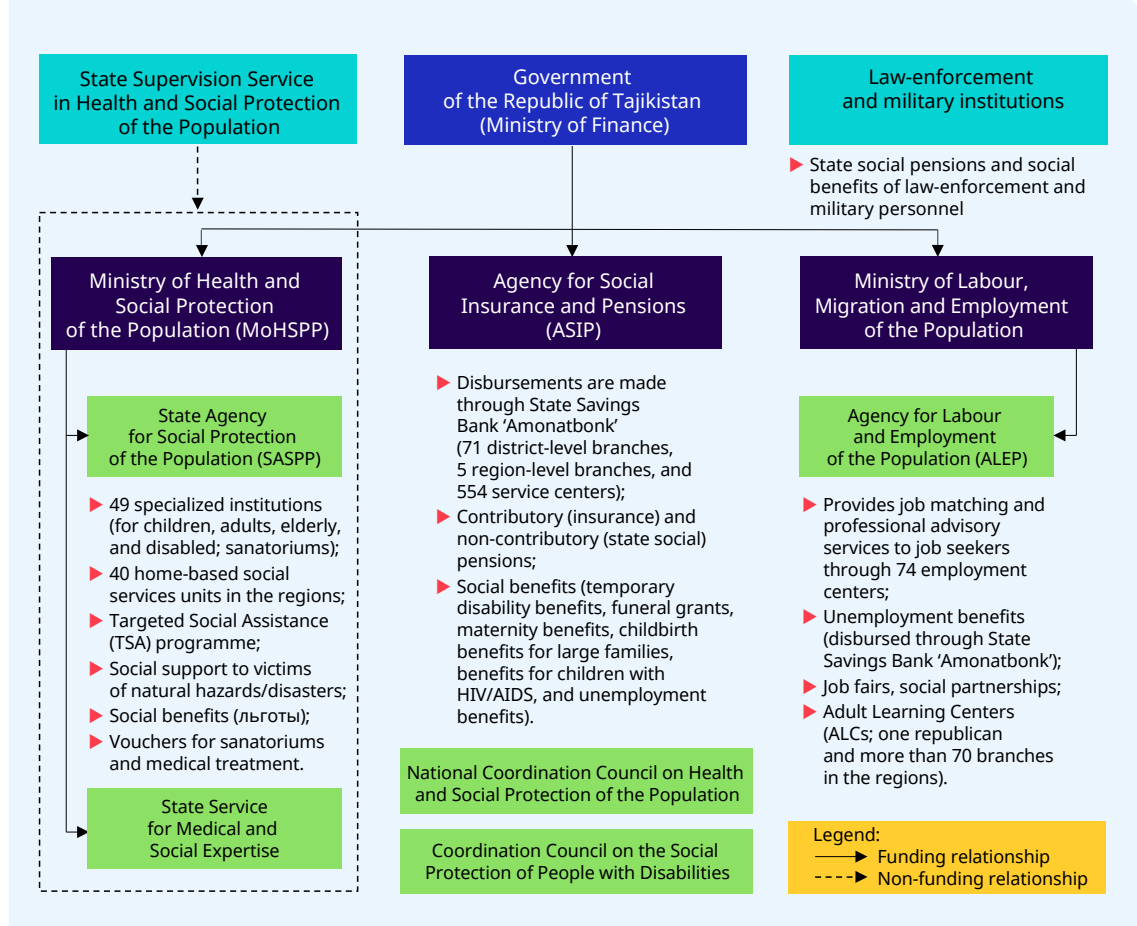 State Supervision Service
in Health and Social Protection
of the Population
Government
of the Republic of Tajikistan
(Ministry of Finance)
Law-enforcement
and military institutions
State social pensions and social
benefits of law-enforcement and
military personnel
Ministry of Health and
Social Protection
of the Population (MoHSPP)
State Agency
for Social Protection
of the Population (SASPP)
49 specialized institutions
(for children, adults, elderly,
and disabled; sanatoriums);
40 home-based social
services units in the regions;
Targeted Social Assistance
(TSA) programme;
Social support to victims
of natural hazards/disasters;
Social benefits (льготы);
Vouchers for sanatoriums
and medical treatment.
State Service
for Medical and
Social Expertise
Agency for Social
Insurance and Pensions
(ASIP)
Disbursements are made
through State Savings
Bank ‘Amonatbonk’
(71 district-level branches,
5 region-level branches, and
554 service centers);
Contributory (insurance) and
non-contributory (state social)
pensions;
Social benefits (temporary
disability benefits, funeral grants,
maternity benefits, childbirth
benefits for large families,
benefits for children with
HIV/AIDS, and unemployment
benefits).
National Coordination Council on Health
and Social Protection of the Population
Coordination Council on the Social
Protection of People with Disabilities
Ministry of Labour,
Migration and Employment
of the Population
Agency for Labour
and Employment
of the Population (ALEP)
Provides job matching and
professional advisory
services to job seekers
through 74 employment
centers;
Unemployment benefits
(disbursed through State
Savings Bank ‘Amonatbonk’);
Job fairs, social partnerships;
Adult Learning Centers
(ALCs; one republican
and more than 70 branches
in the regions).
Legend:
Funding relationship
Non-funding relationship